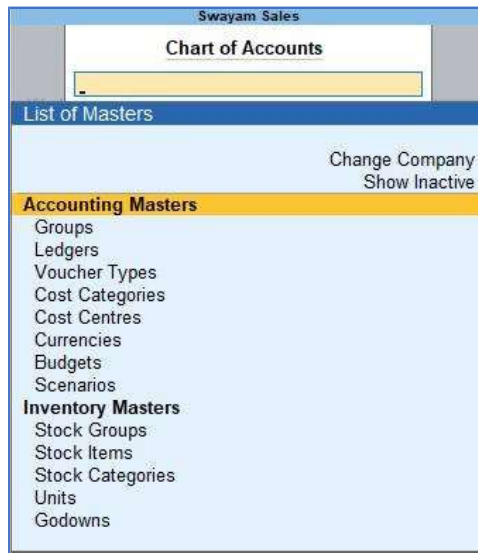 Swayam Sales
Chart of Accounts
List of Masters
Change Company
Show Inactive
Accounting Masters
Groups
Ledgers
Voucher Types
Cost Categories
Cost Centres
Currencies
Budgets
Scenarios
Inventory Masters
Stock Groups
Stock Items
Stock Categories
Units
Godowns